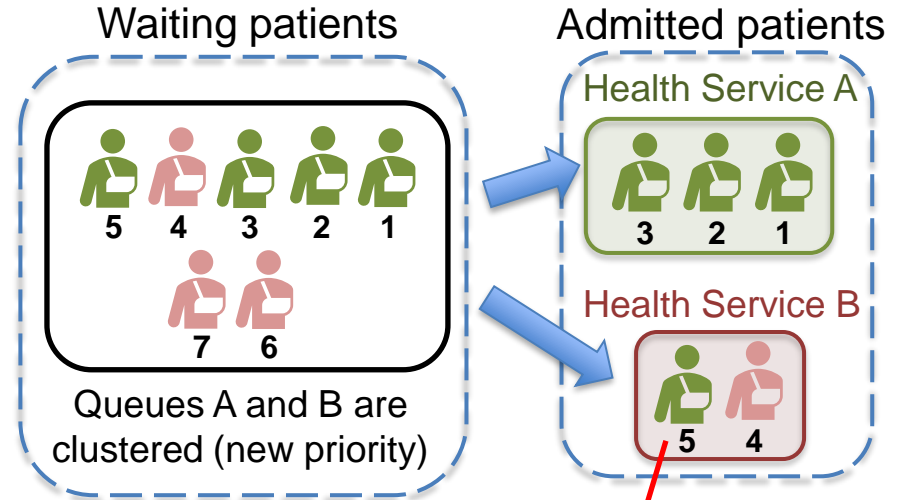 Waiting patients
5 4 3 2 1
7 6
Queues A and B are
clustered (new priority)
Admitted patients
Health Service A
3 2 1
Health Service B
5 4